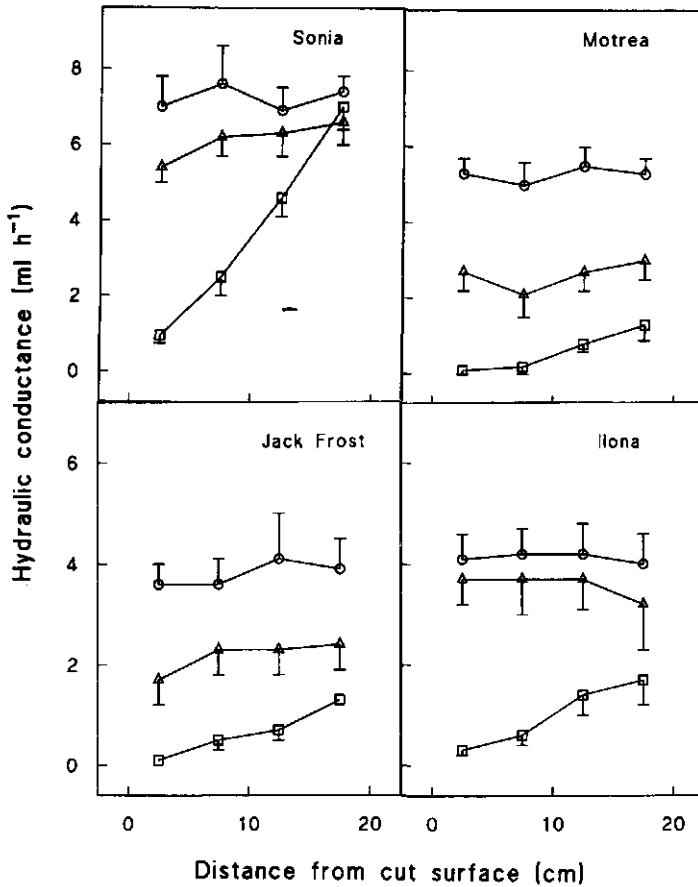 Sonia
Motrea
8
6
4
2
0
Jack Frost
Ilona
6
4
2
0
0 10 20
0 10 20
Hydraulic conductance (ml h⁻¹)
Distance from cut surface (cm)